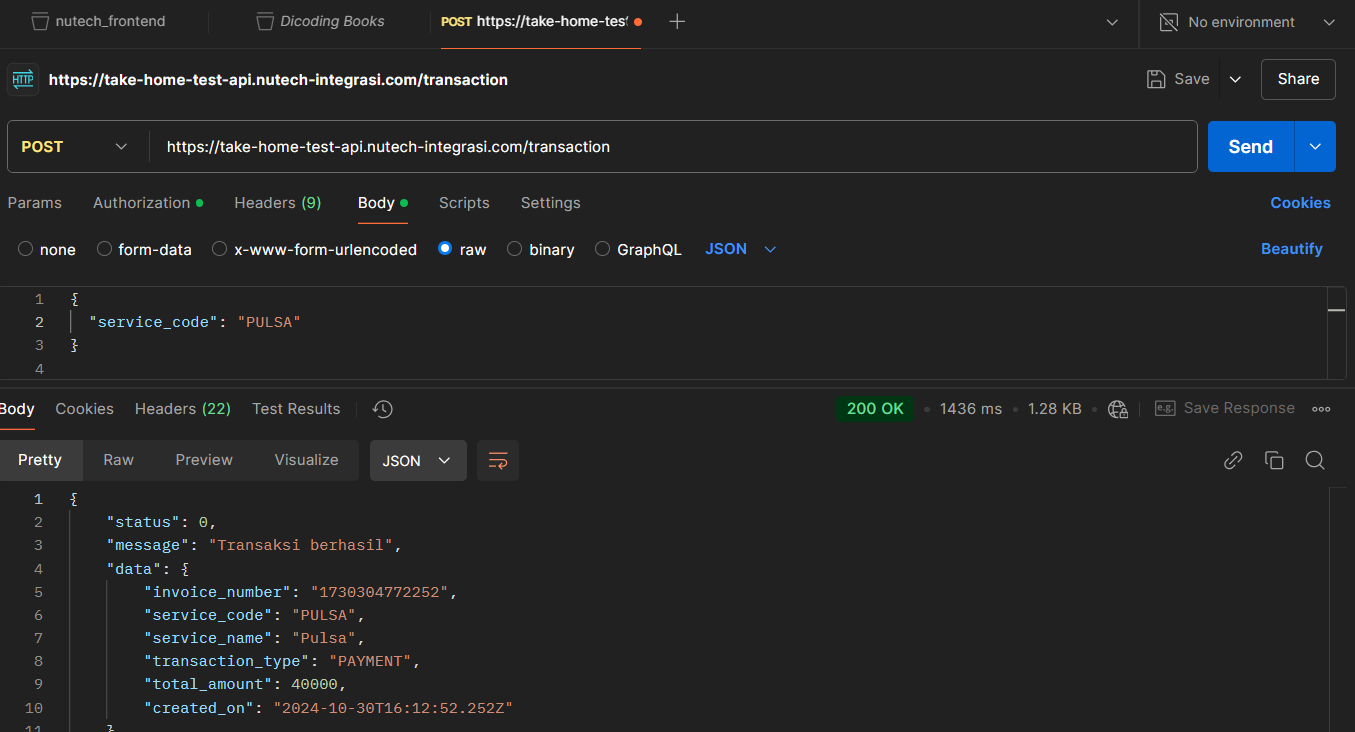 nutech_frontend Dicoding Books POST https://take-home-test No environment
HTTP https://take-home-test-api.nutech-integrasi.com/transaction Save Share
POST https://take-home-test-api.nutech-integrasi.com/transaction Send
Params Authorization Headers (9) Body Scripts Settings Cookies
none form-data x-www-form-urlencoded raw binary GraphQL JSON Beautify
1 {
2 "service_code": "PULSA"
3 }
4
Body Cookies Headers (22) Test Results 200 OK 1436 ms 1.28 KB e.g. Save Response
Pretty Raw Preview Visualize JSON
1 {
2 "status": 0,
3 "message": "Transaksi berhasil",
4 "data": {
5 "invoice_number": "1730304772252",
6 "service_code": "PULSA",
7 "service_name": "Pulsa",
8 "transaction_type": "PAYMENT",
9 "total_amount": 40000,
10 "created_on": "2024-10-30T16:12:52.252Z"
11 }